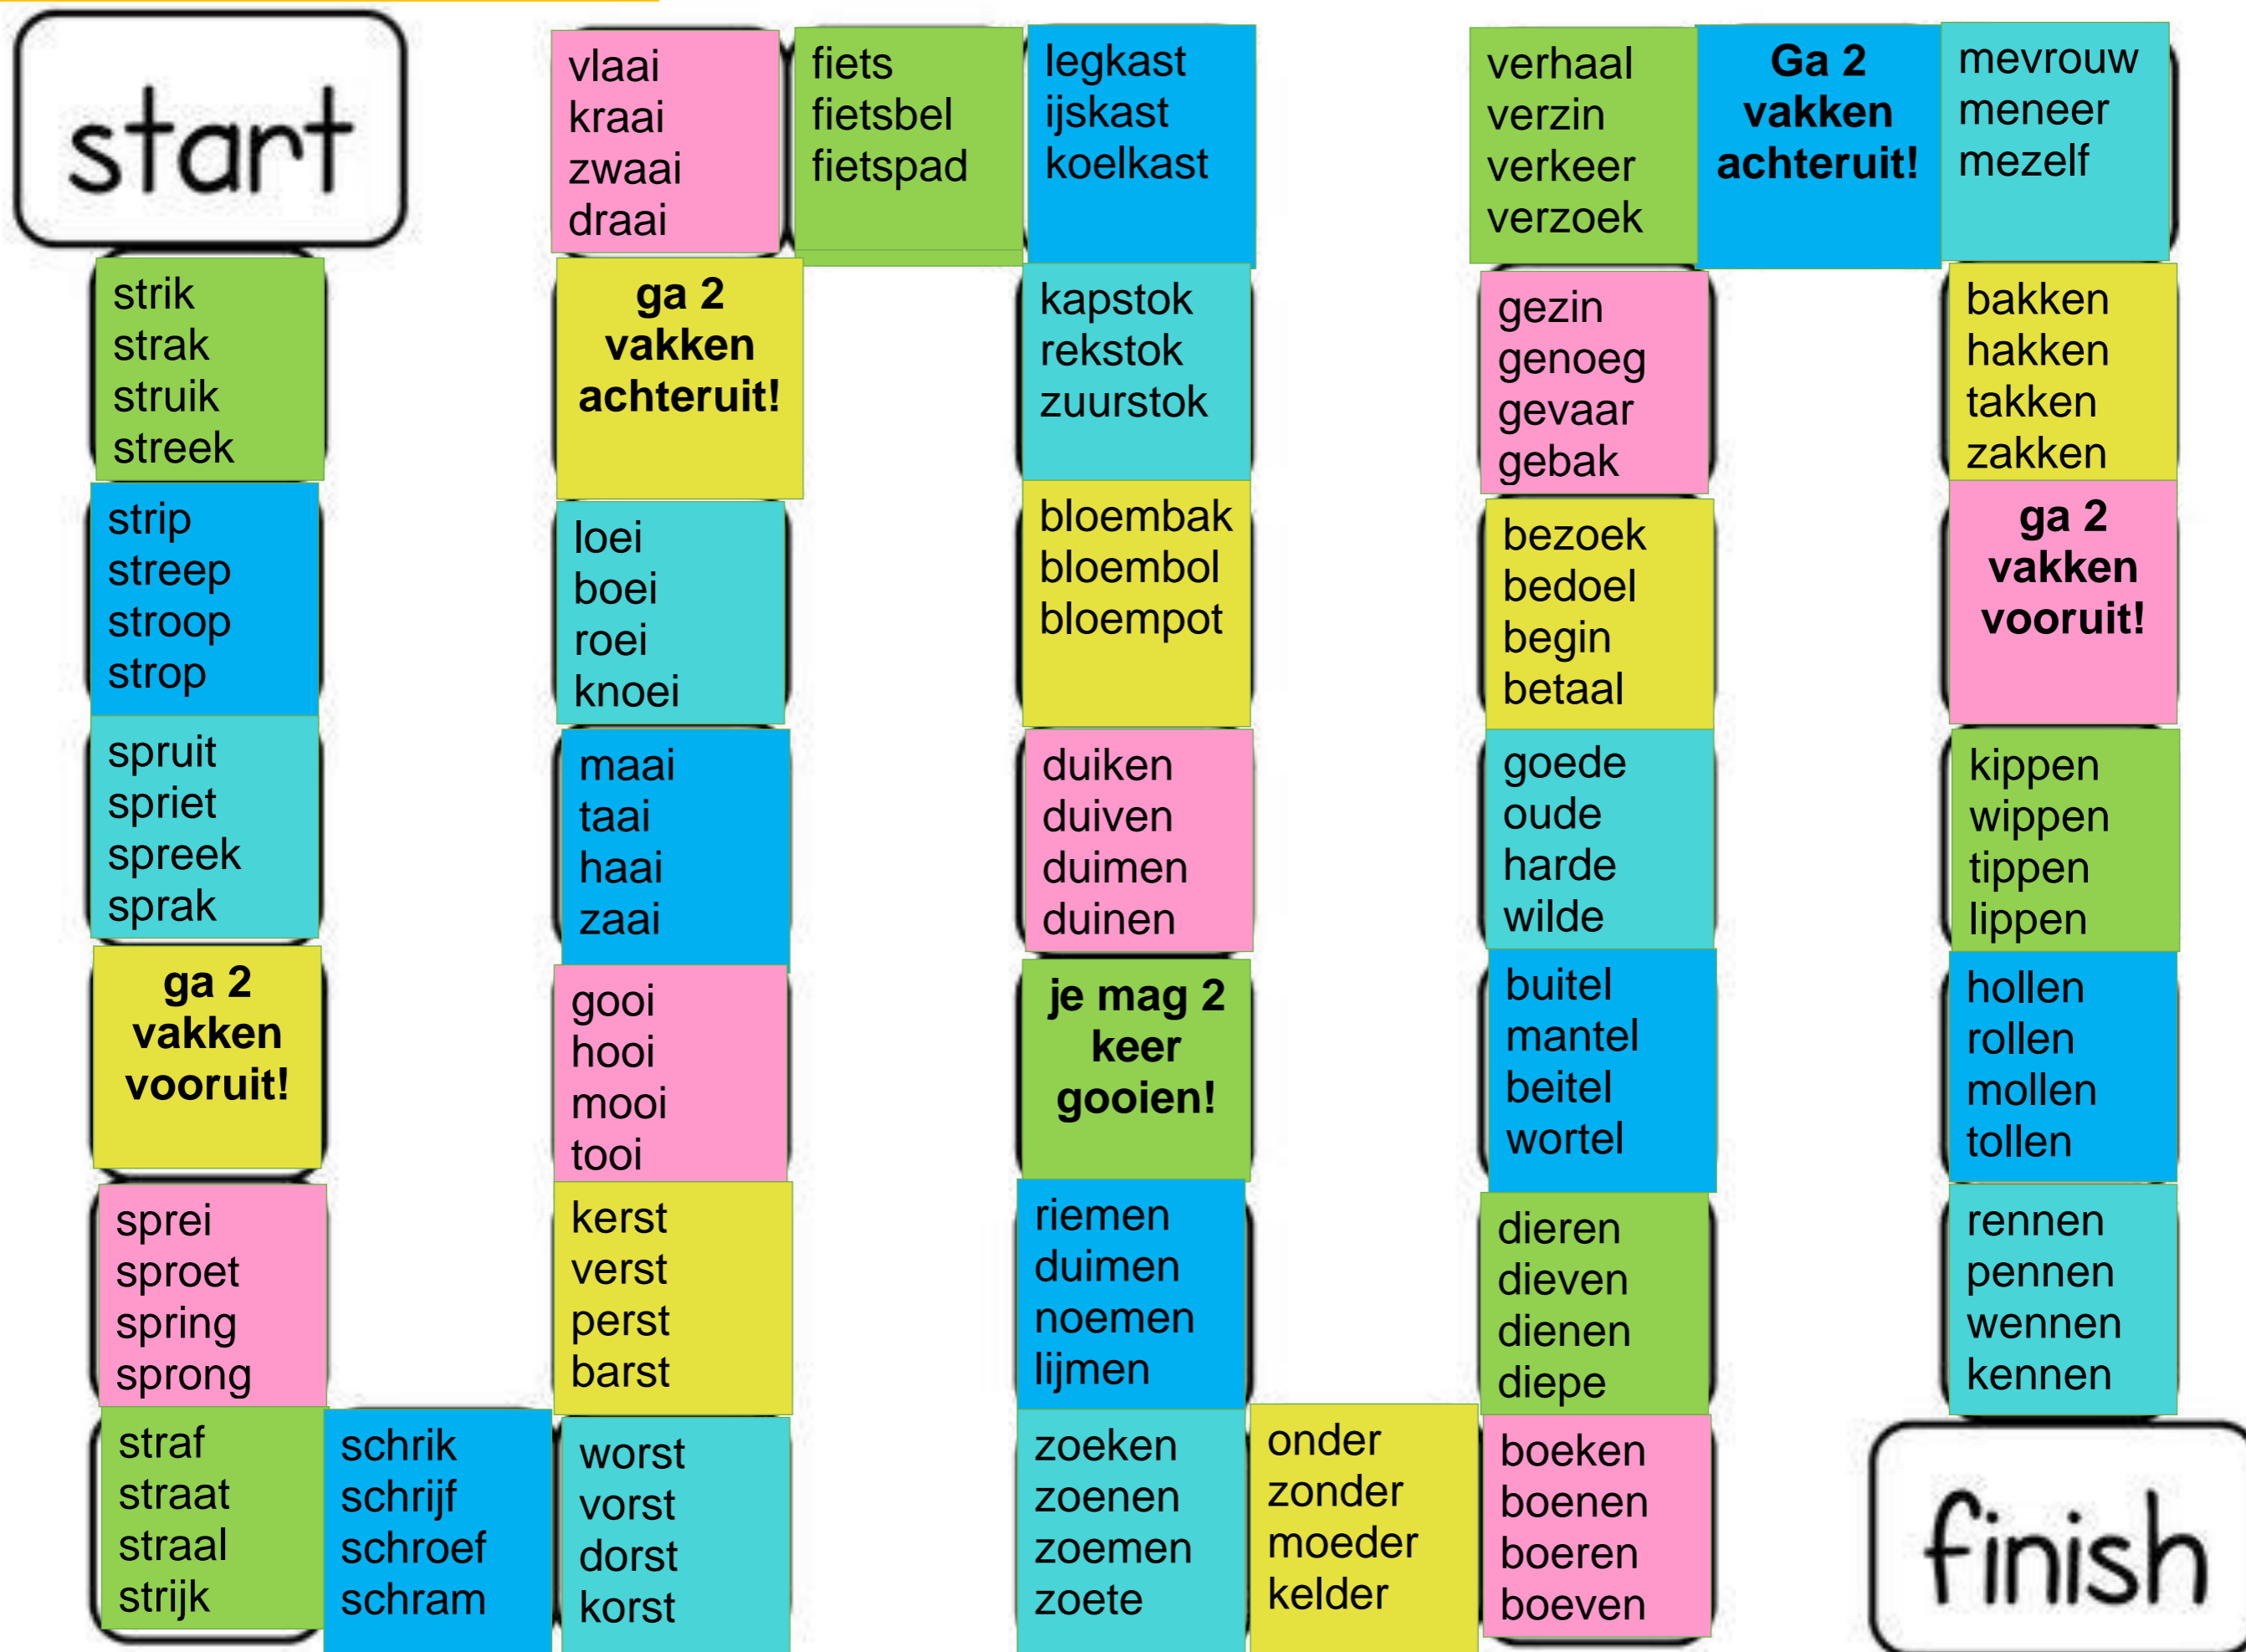 start
strik
strak
struik
streek
strip
streep
stroop
strop
spruit
spriet
spreek
sprak
ga 2
vakken
vooruit!
sprei
sproet
spring
sprong
straf
straat
straal
strijk
schrik
schrijf
schroef
schram
worst
vorst
dorst
korst
kerst
verst
perst
barst
gooi
hooi
mooi
tooi
maai
taai
haai
zaai
loei
boei
roei
knoei
ga 2
vakken
achteruit!
vlaai
kraai
zwaai
draai
fiets
fietsbel
fietspad
legkast
ijskast
koelkast
kapstok
rekstok
zuurstok
bloembak
bloembol
bloempot
duiken
duiven
duimen
duinen
je mag 2
keer
gooien!
riemen
duimen
noemen
lijmen
zoeken
zoenen
zoemen
zoete
onder
zonder
moeder
kelder
boeken
boenen
boeren
boeven
dieren
dieven
dienen
diepe
buitel
mantel
beitel
wortel
goede
oude
harde
wilde
bezoek
bedoel
begin
betaal
gezin
genoeg
gevaar
gebak
verhaal
verzin
verkeer
verzoek
Ga 2
vakken
achteruit!
mevrouw
meneer
mezelf
bakken
hakken
takken
zakken
ga 2
vakken
vooruit!
kippen
wippen
tippen
lippen
hollen
rollen
mollen
tollen
rennen
pennen
wennen
kennen
finish